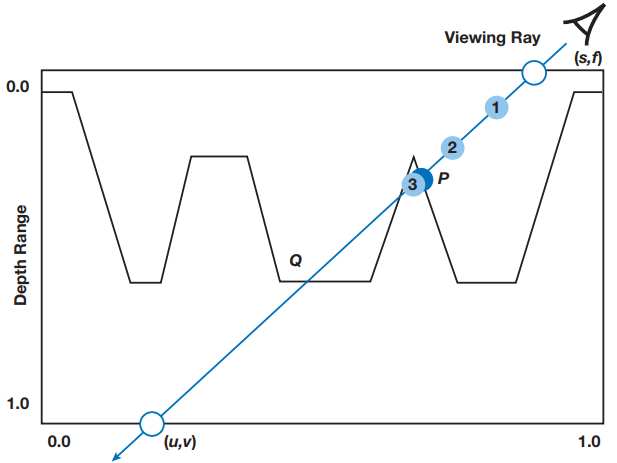 Viewing Ray
(s,f)
0.0
1
2
3
P
Q
Depth Range
1.0
0.0
(u,v)
1.0